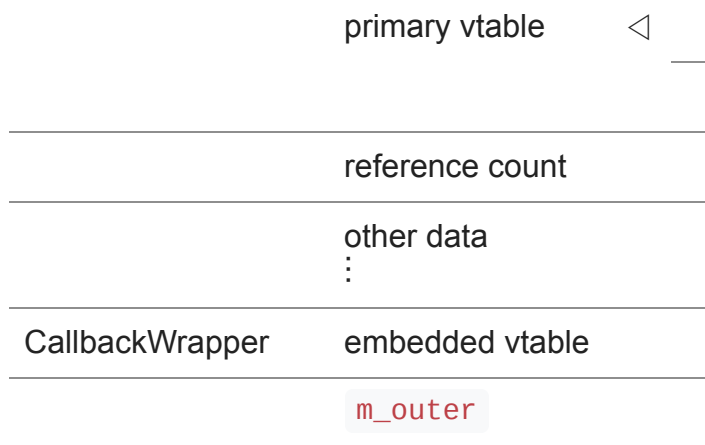 primary vtable ◁
reference count
other data
⋮
CallbackWrapper embedded vtable
m_outer